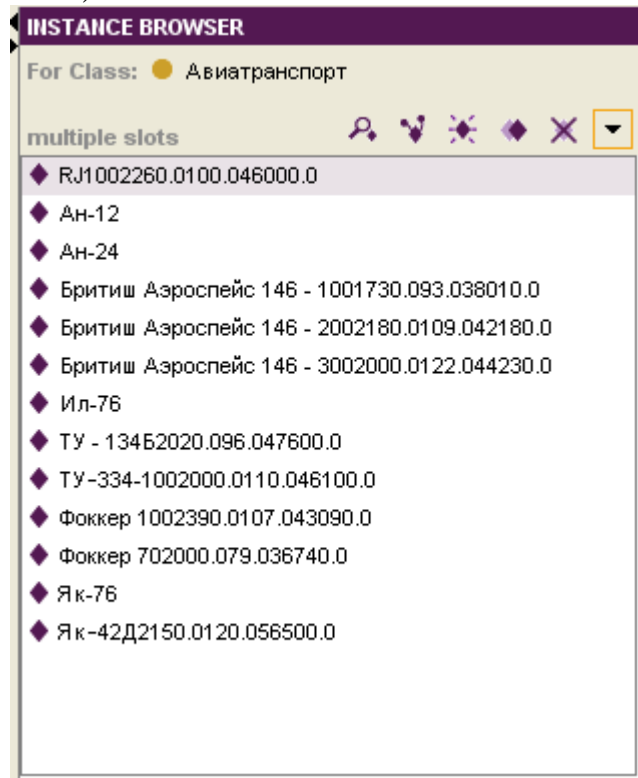 INSTANCE BROWSER
For Class: Авиатранспорт
multiple slots
RJ1002260.0100.046000.0
Ан-12
Ан-24
Бритиш Аэроспейс 146 - 1001730.093.038010.0
Бритиш Аэроспейс 146 - 2002180.0109.042180.0
Бритиш Аэроспейс 146 - 3002000.0122.044230.0
Ил-76
ТУ - 134Б2020.096.047600.0
ТУ-334-1002000.0110.046100.0
Фоккер 1002390.0107.043090.0
Фоккер 702000.079.036740.0
Як-76
Як-42Д2150.0120.056500.0